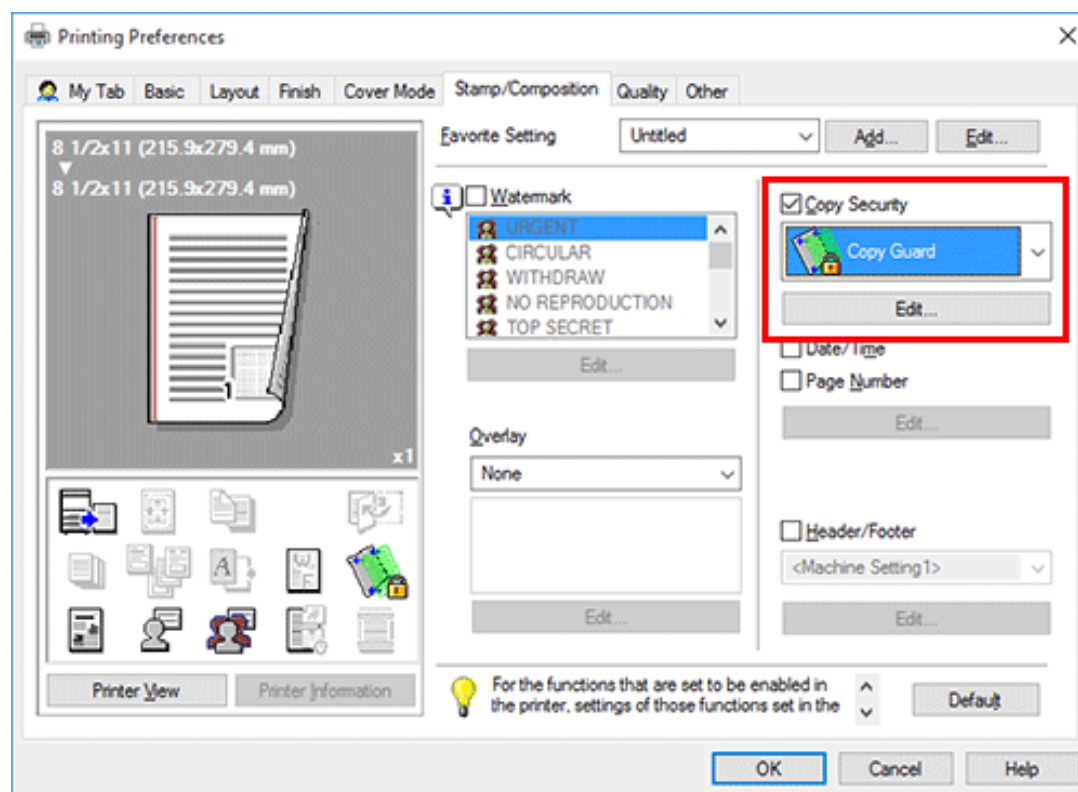 Printing Preferences
My Tab Basic Layout Finish Cover Mode Stamp/Composition Quality Other
8 1/2x11 (215.9x279.4 mm)
8 1/2x11 (215.9x279.4 mm)
1
x1
Favorite Setting Untitled Add... Edit...
Watermark
URGENT
CIRCULAR
WITHDRAW
NO REPRODUCTION
TOP SECRET
Edit...
Overlay
None
Edit...
Copy Security
Copy Guard
Edit...
Date/Time
Page Number
Edit...
Header/Footer
<Machine Setting1>
Edit...
A
W
F
Printer View Printer Information
For the functions that are set to be enabled in
the printer, settings of those functions set in the
Default
OK Cancel Help